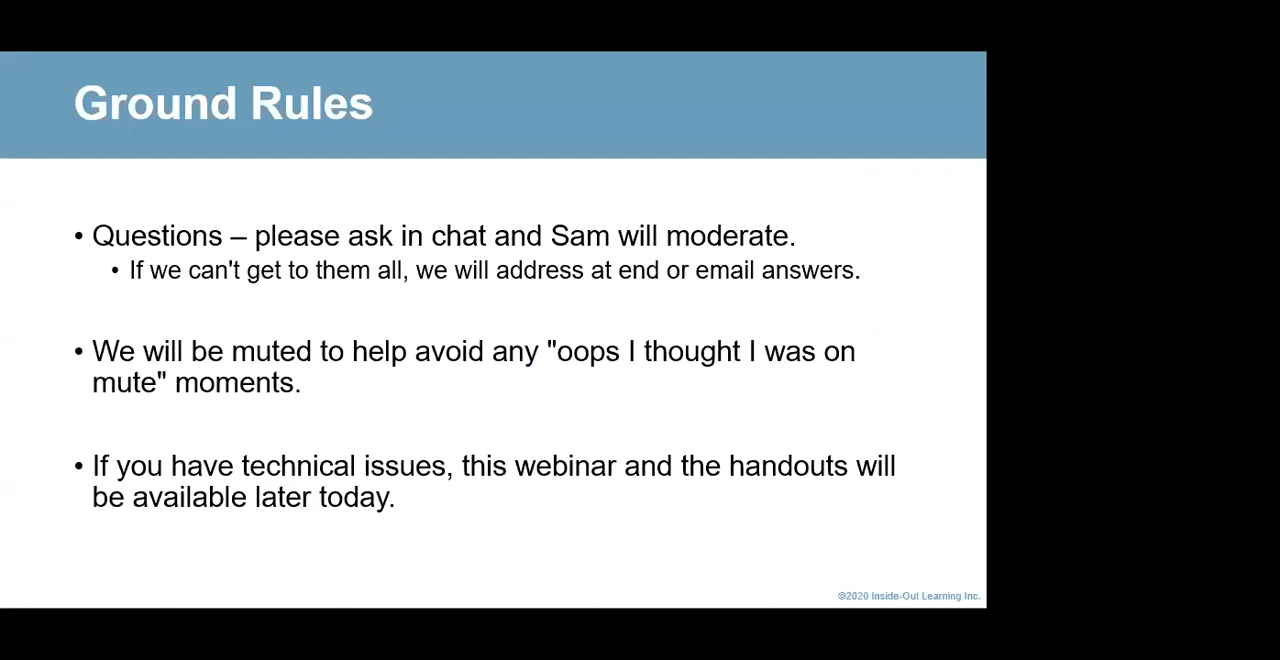 Ground Rules
• Questions – please ask in chat and Sam will moderate.
• If we can't get to them all, we will address at end or email answers.
• We will be muted to help avoid any "oops I thought I was on
mute" moments.
• If you have technical issues, this webinar and the handouts will
be available later today.
©2020 Inside-Out Learning Inc.